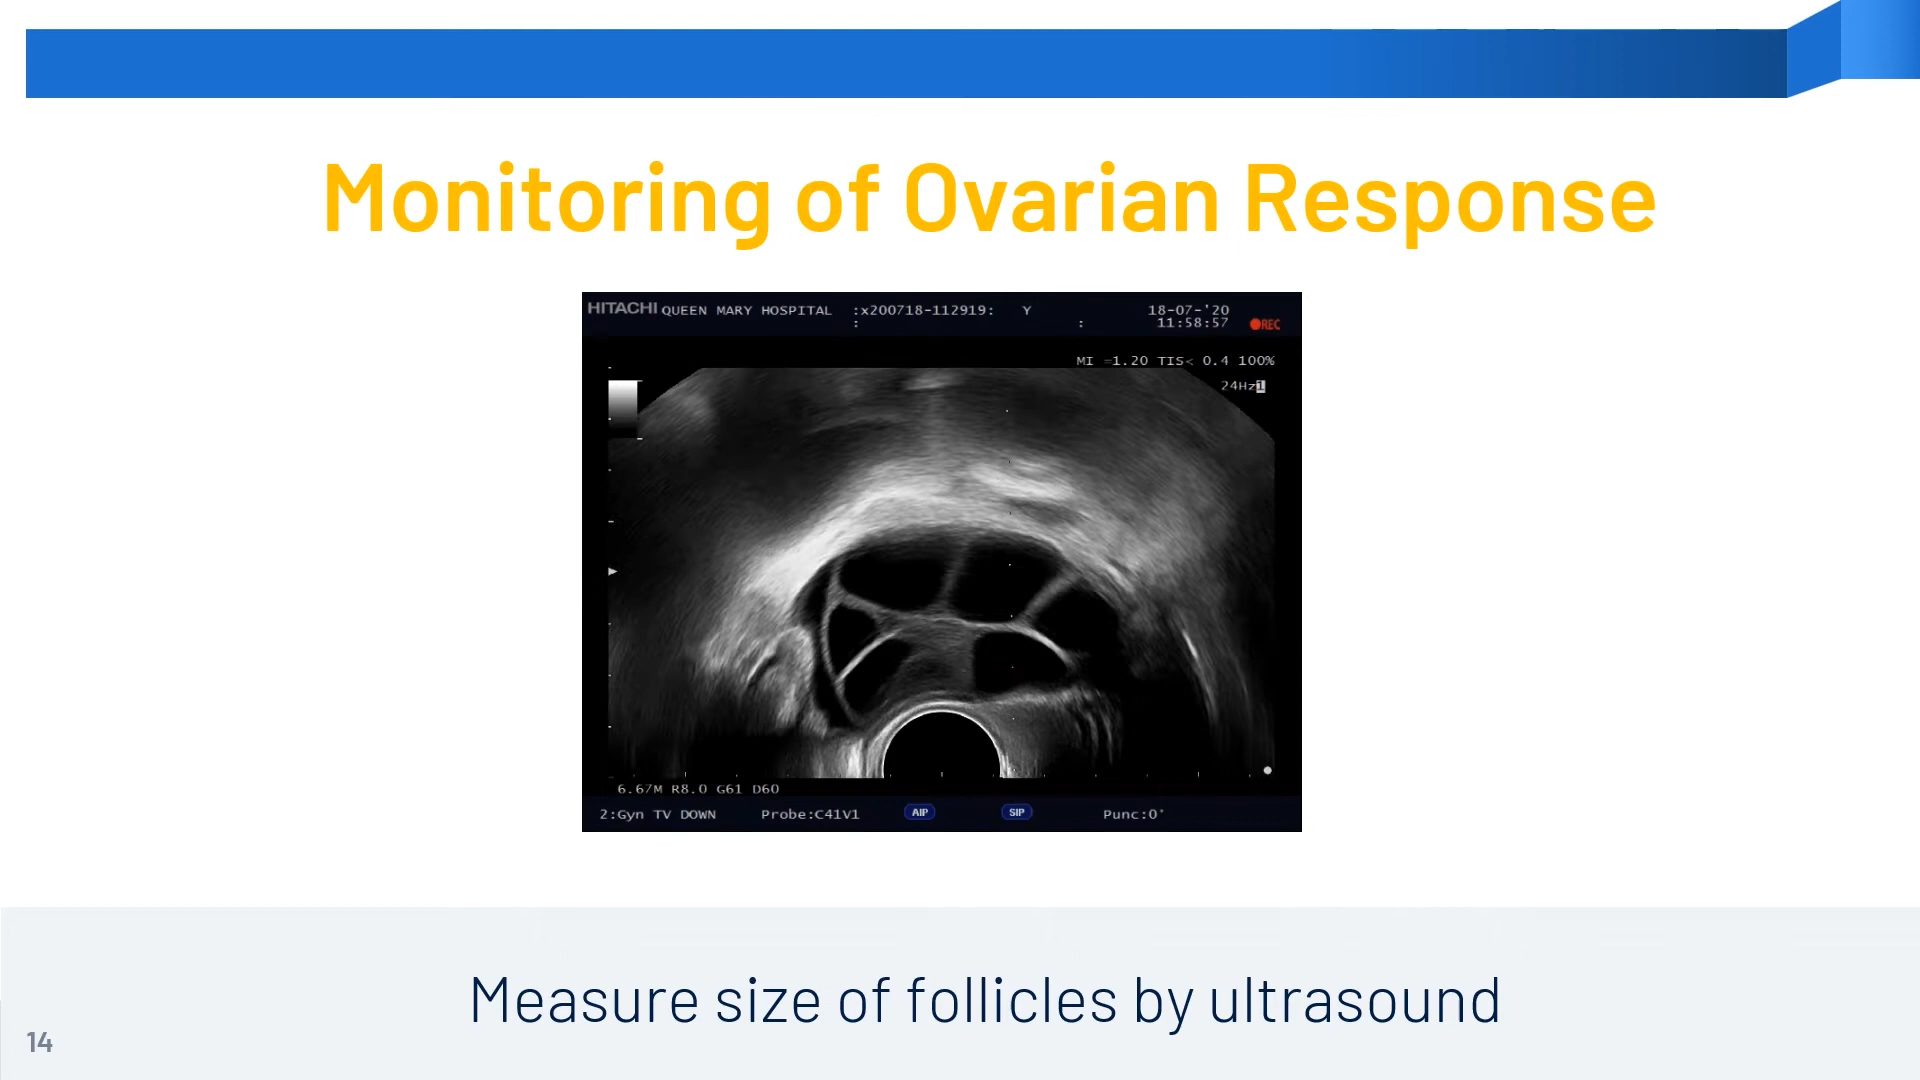 Monitoring of Ovarian Response
HITACHI QUEEN MARY HOSPITAL :x200718-112919: Y 18-07-'20
: : 11:58:57 REC
MI =1.20 TIS< 0.4 100%
24Hz1
6.67M R8.0 G61 D60
2:Gyn TV DOWN Probe:C41V1 AIP SIP Punc:0°
Measure size of follicles by ultrasound
14